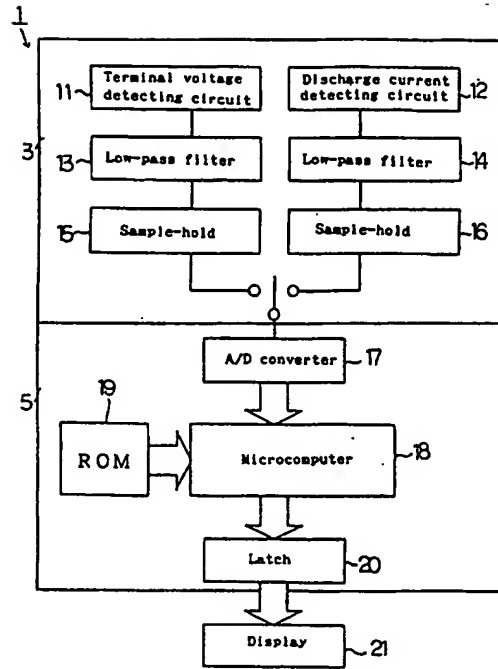 1
Terminal voltage
detecting circuit
11
Discharge current
detecting circuit
12
3
Low-pass filter
13
Low-pass filter
14
Sample-hold
15
Sample-hold
16
A/D converter
17
5
19
ROM
Microcomputer
18
Latch
20
Display
21